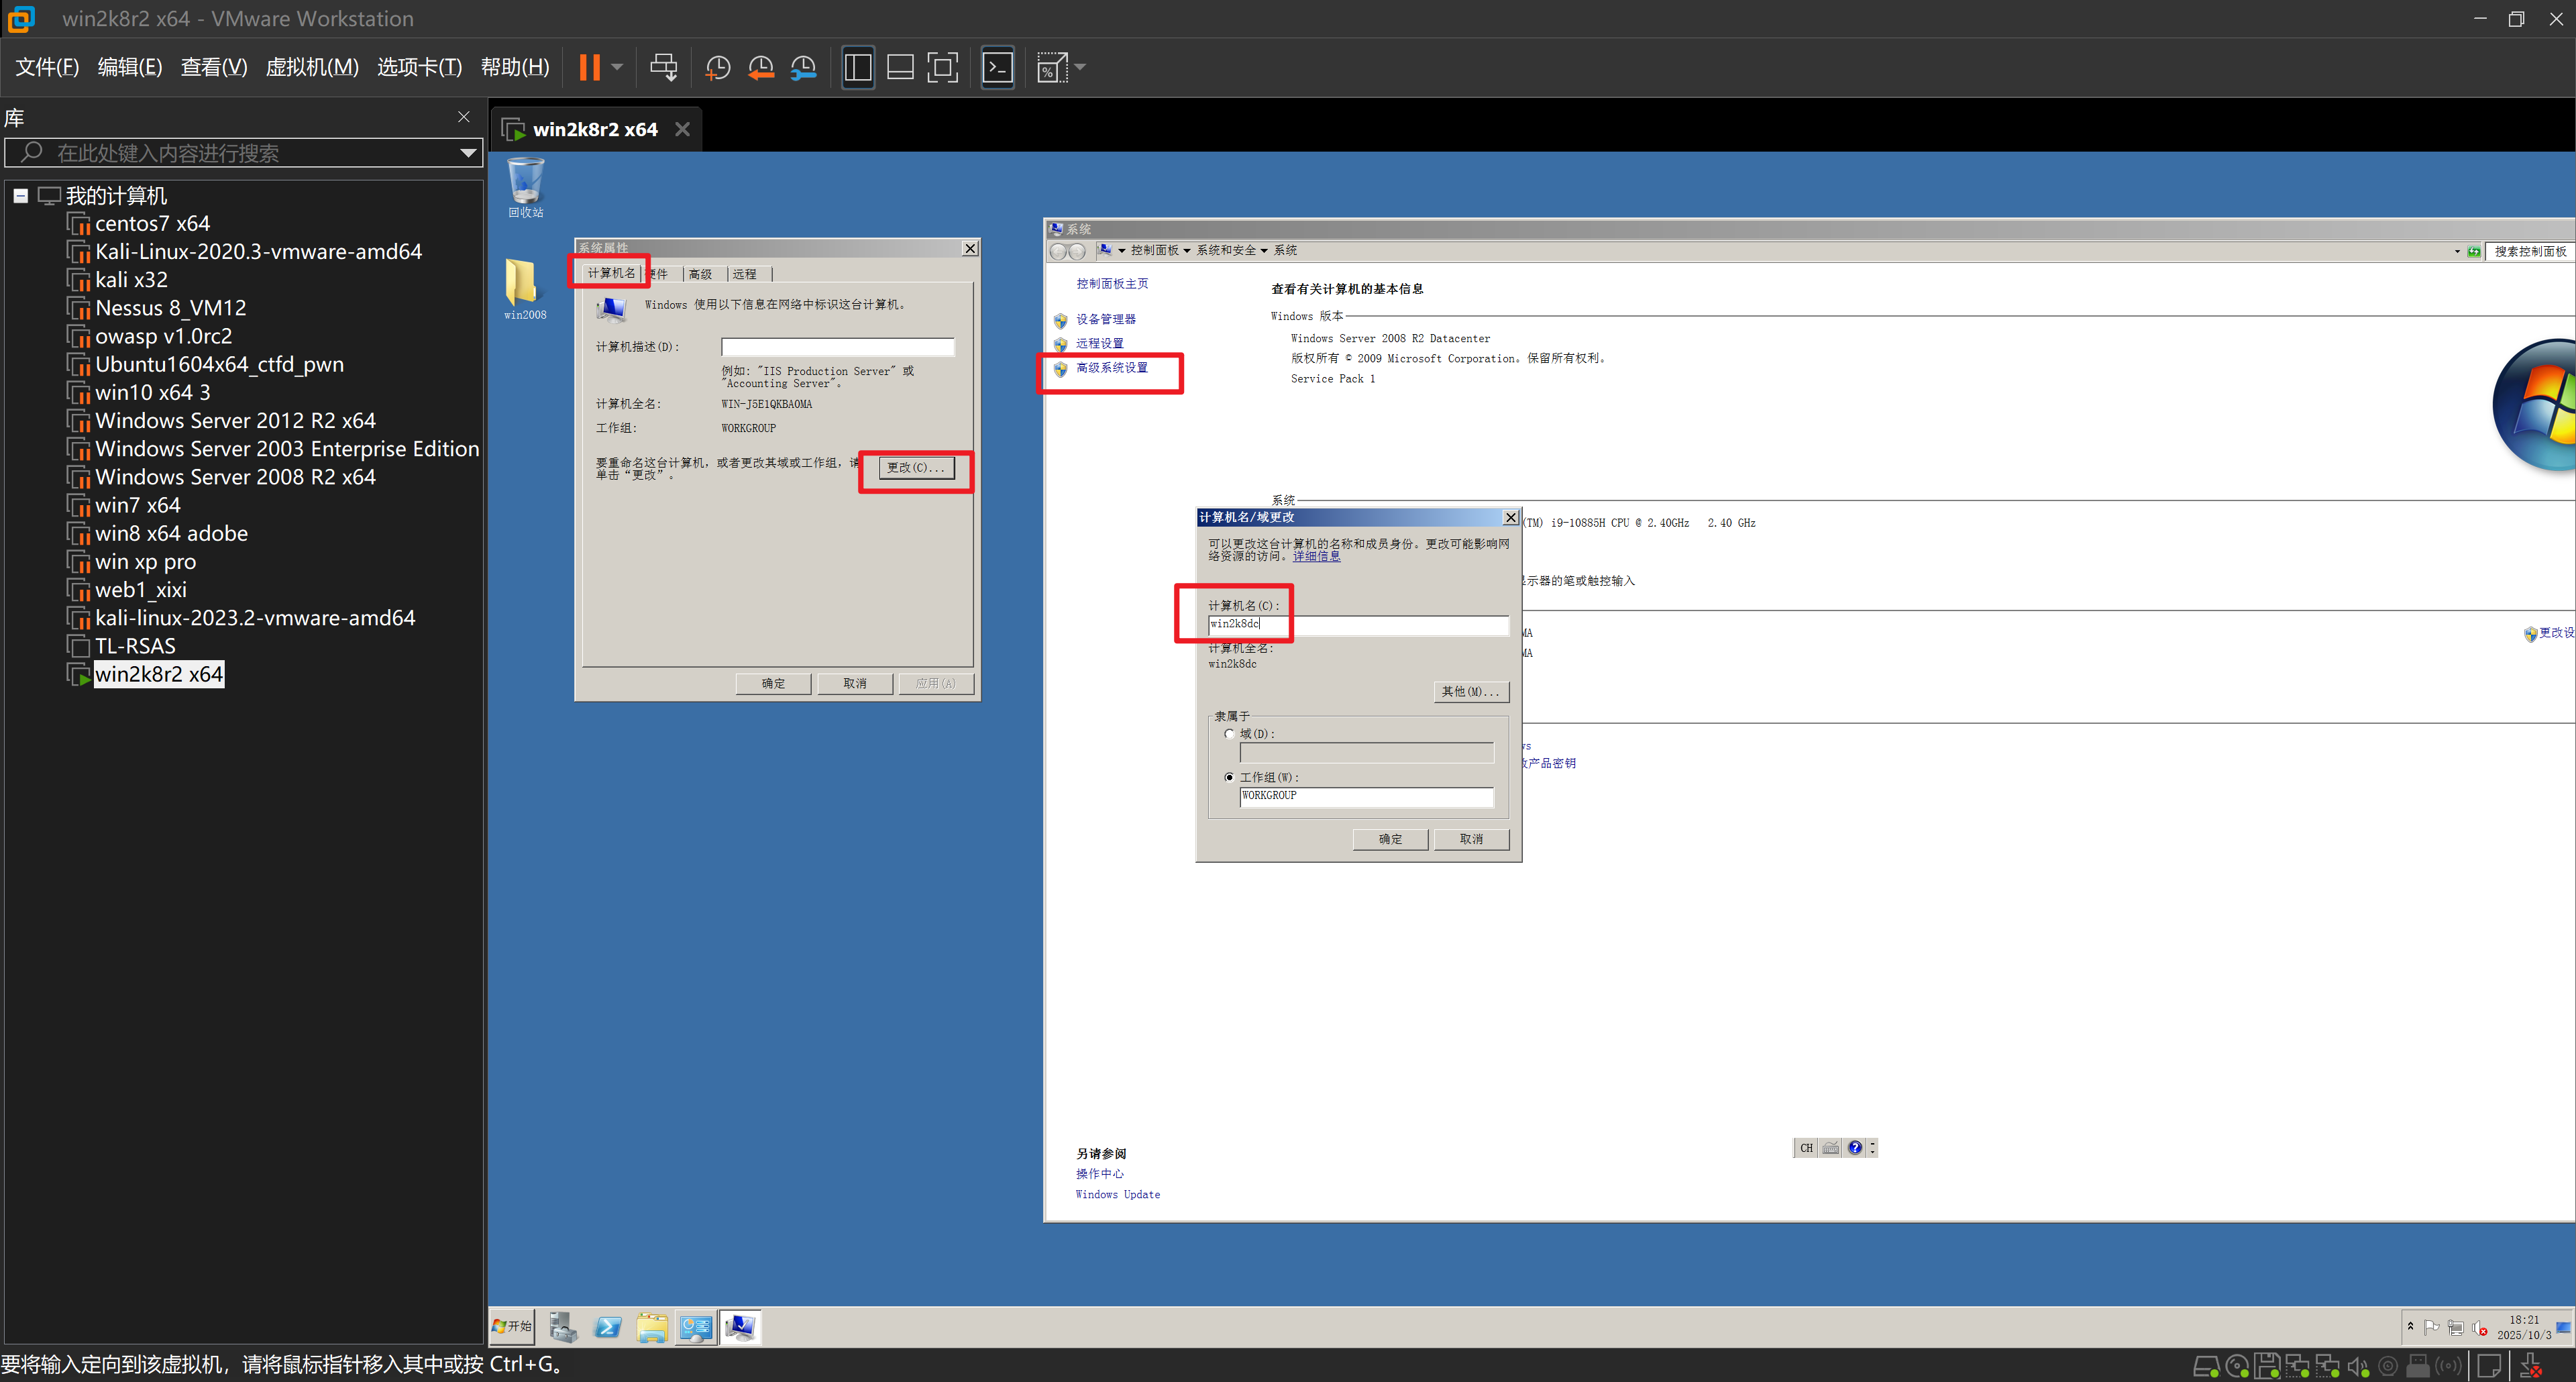 win2k8r2 x64 - VMware Workstation
文件(F) 编辑(E) 查看(V) 虚拟机(M) 选项卡(T) 帮助(H)
库
在此处键入内容进行搜索
我的计算机
centos7 x64
Kali-Linux-2020.3-vmware-amd64
kali x32
Nessus 8_VM12
owasp v1.0rc2
Ubuntu1604x64_ctfd_pwn
win10 x64 3
Windows Server 2012 R2 x64
Windows Server 2003 Enterprise Edition
Windows Server 2008 R2 x64
win7 x64
win8 x64 adobe
win xp pro
web1_xixi
kali-linux-2023.2-vmware-amd64
TL-RSAS
win2k8r2 x64
win2k8r2 x64
回收站
win2008
系统属性
计算机名 硬件 高级 远程
Windows 使用以下信息在网络中标识这台计算机。
计算机描述(D):
例如: "IIS Production Server" 或
"Accounting Server"。
计算机全名: WIN-J5E1QKBAOMA
工作组: WORKGROUP
要重命名这台计算机，或者更改其域或工作组，请
单击“更改”。
更改(C)...
确定 取消 应用(A)
系统
控制面板 系统和安全 系统
搜索控制面板
控制面板主页
设备管理器
远程设置
高级系统设置
查看有关计算机的基本信息
Windows 版本
Windows Server 2008 R2 Datacenter
版权所有 © 2009 Microsoft Corporation。保留所有权利。
Service Pack 1
系统
(TM) i9-10885H CPU @ 2.40GHz 2.40 GHz
显示器的笔或触控输入
MA
更改设
MA
ws
改产品密钥
计算机名/域更改
可以更改这台计算机的名称和成员身份。更改可能影响网
络资源的访问。详细信息
计算机名(C):
win2k8dc
计算机全名:
win2k8dc
其他(M)...
隶属于
域(D):
工作组(W):
WORKGROUP
确定 取消
CH
另请参阅
操作中心
Windows Update
开始
18:21
2025/10/3
要将输入定向到该虚拟机，请将鼠标指针移入其中或按 Ctrl+G。